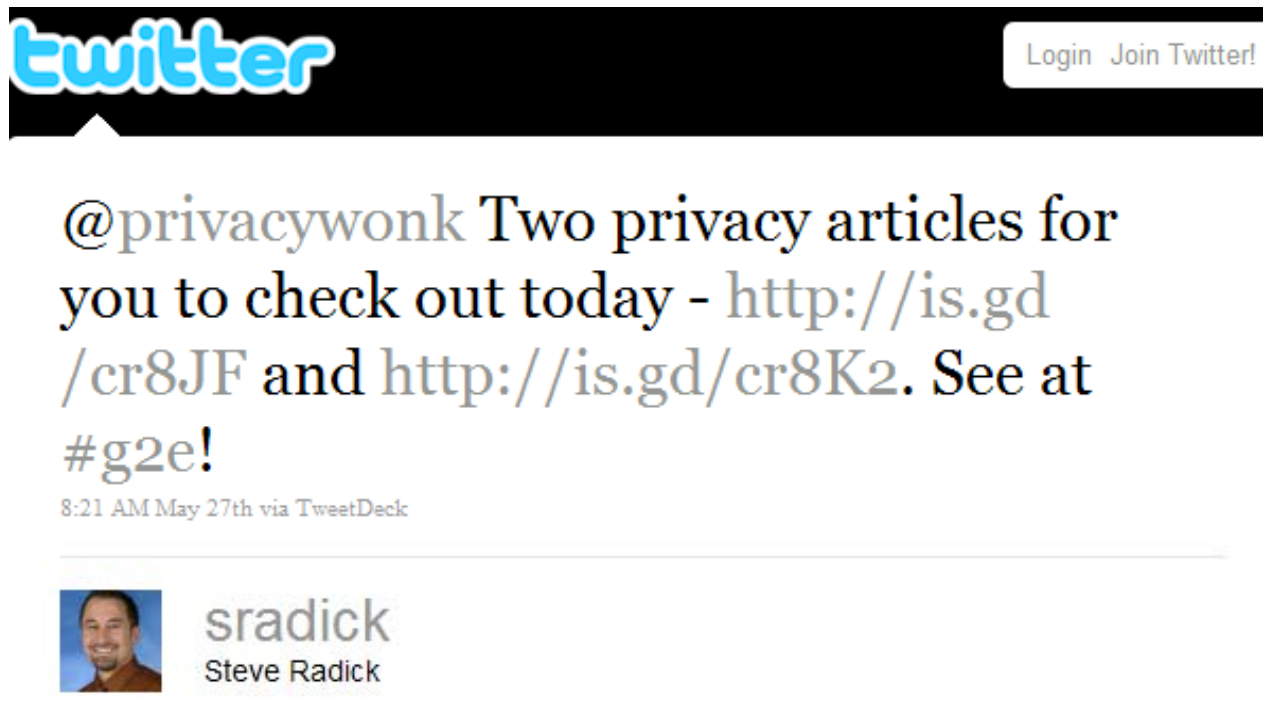 twitter
Login Join Twitter!
@privacywonk Two privacy articles for
you to check out today - http://is.gd
/cr8JF and http://is.gd/cr8K2. See at
#g2e!
8:21 AM May 27th via TweetDeck
sradick
Steve Radick